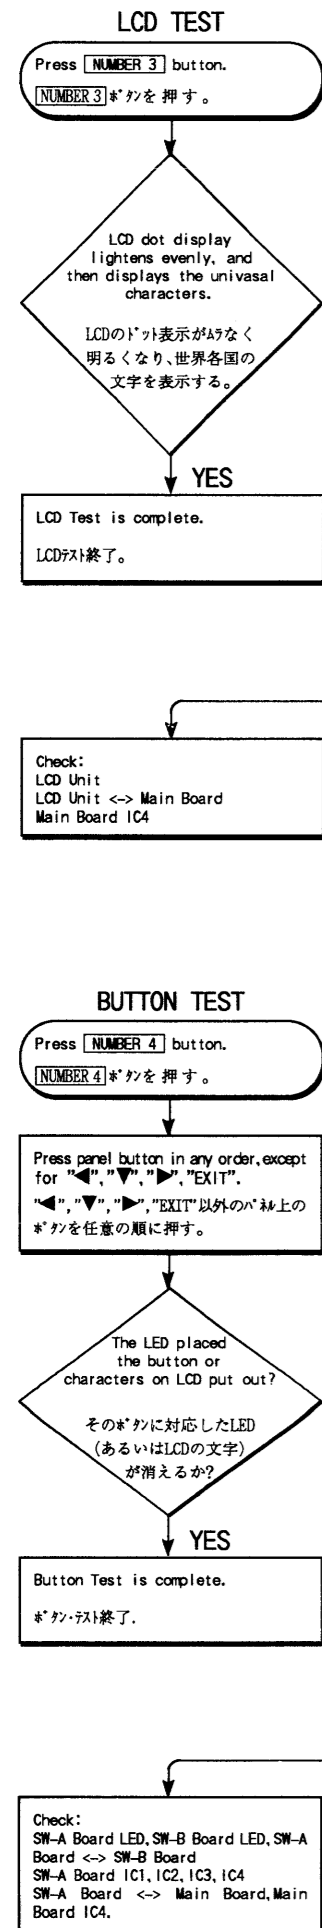 LCD TEST
Press NUMBER 3 button.
NUMBER 3 ﾎﾞﾀﾝを押す。
LCD dot display
lightens evenly, and
then displays the univasal
characters.
LCDのﾄﾞｯﾄ表示がﾑﾗなく
明るくなり、世界各国の
文字を表示する。
YES
LCD Test is complete.
LCDﾃｽﾄ終了。
Check:
LCD Unit
LCD Unit <-> Main Board
Main Board IC4
BUTTON TEST
Press NUMBER 4 button.
NUMBER 4 ﾎﾞﾀﾝを押す。
Press panel button in any order, except
for "◀","▼","▶","EXIT".
"◀","▼","▶","EXIT"以外のﾊﾟﾈﾙ上の
ﾎﾞﾀﾝを任意の順に押す。
The LED placed
the button or
characters on LCD put out?
そのﾎﾞﾀﾝに対応したLED
(あるいはLCDの文字)
が消えるか?
YES
Button Test is complete.
ﾎﾞﾀﾝ･ﾃｽﾄ終了.
Check:
SW-A Board LED, SW-B Board LED, SW-A
Board <-> SW-B Board
SW-A Board IC1, IC2, IC3, IC4
SW-A Board <-> Main Board, Main
Board IC4.